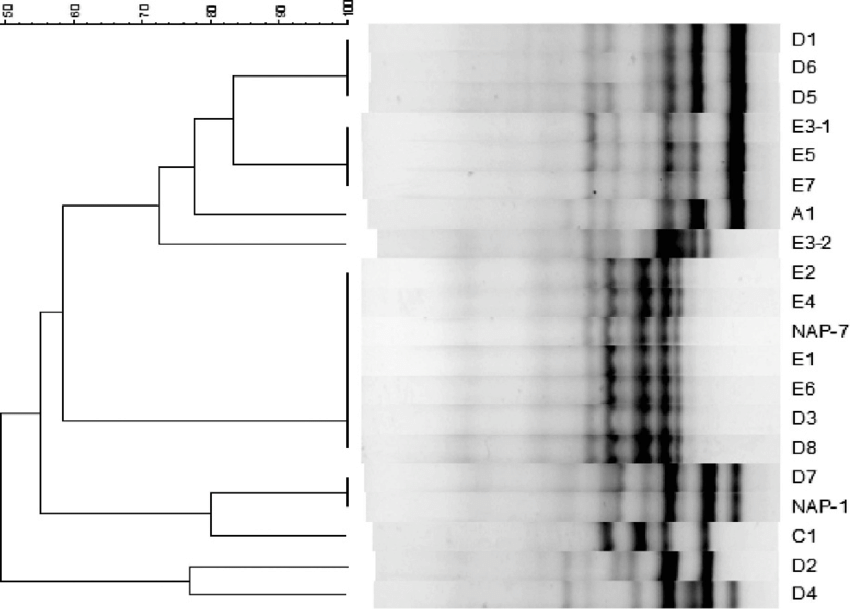 50 60 70 80 90 100
D1
D6
D5
E3-1
E5
E7
A1
E3-2
E2
E4
NAP-7
E1
E6
D3
D8
D7
NAP-1
C1
D2
D4